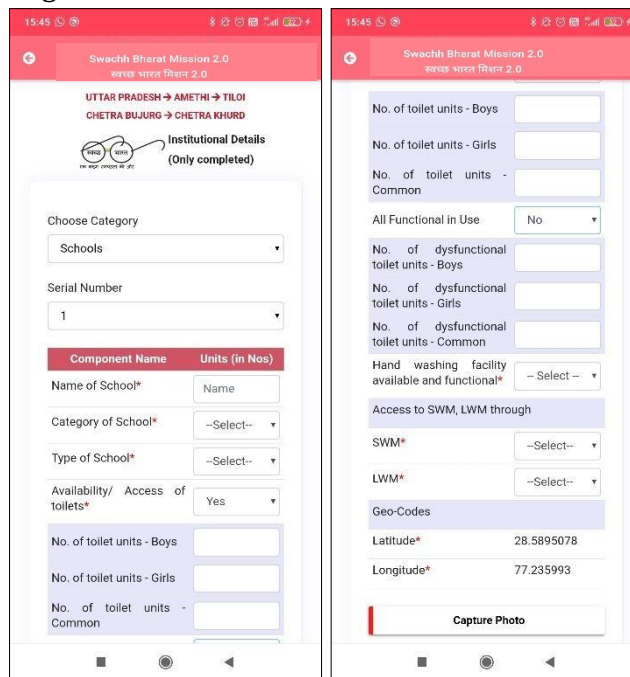 15:45
Swachh Bharat Mission 2.0
स्वच्छ भारत मिशन 2.0
UTTAR PRADESH → AMETHI → TILOI
CHETRA BUJURG → CHETRA KHURD
स्वच्छ भारत
एक कदम स्वच्छता की ओर
Institutional Details
(Only completed)
Choose Category
Schools
Serial Number
1
Component Name Units (in Nos)
Name of School* Name
Category of School* --Select--
Type of School* --Select--
Availability/ Access of
toilets* Yes
No. of toilet units - Boys
No. of toilet units - Girls
No. of toilet units -
Common
15:45
Swachh Bharat Mission 2.0
स्वच्छ भारत मिशन 2.0
No. of toilet units - Boys
No. of toilet units - Girls
No. of toilet units -
Common
All Functional in Use No
No. of dysfunctional
toilet units - Boys
No. of dysfunctional
toilet units - Girls
No. of dysfunctional
toilet units - Common
Hand washing facility
available and functional* -- Select --
Access to SWM, LWM through
SWM* --Select--
LWM* --Select--
Geo-Codes
Latitude* 28.5895078
Longitude* 77.235993
Capture Photo